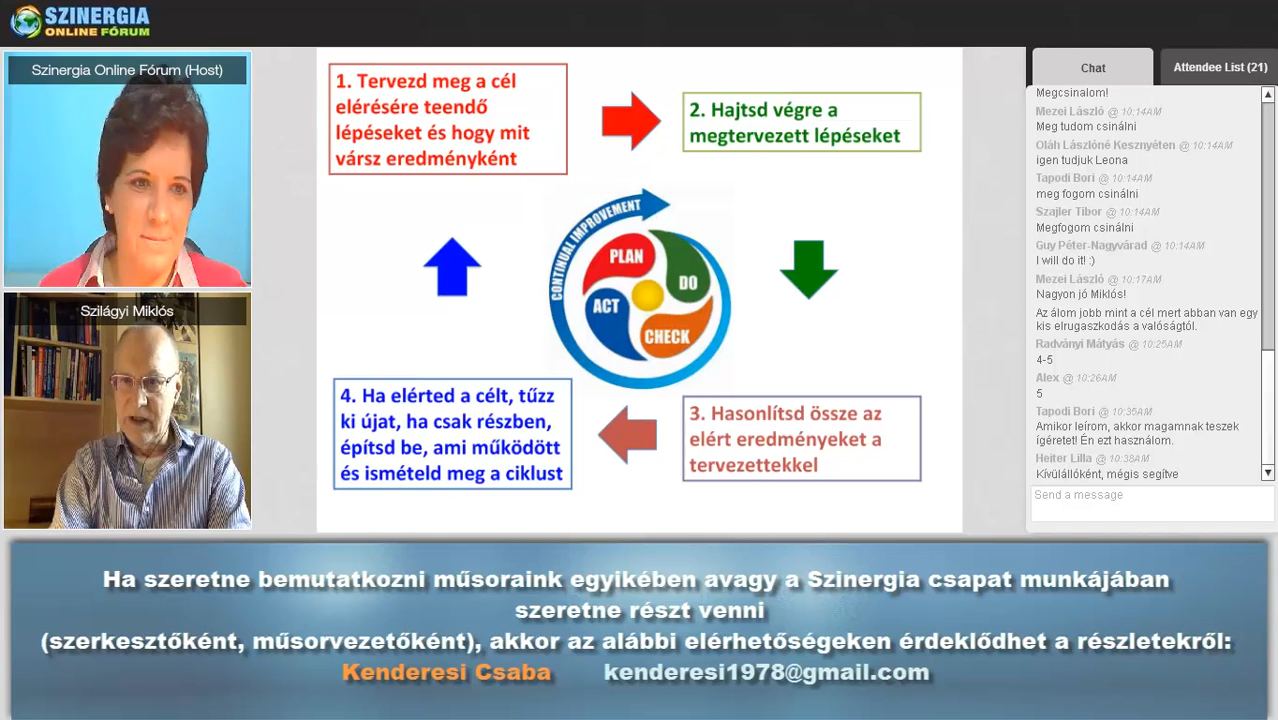 SZINERGIA
ONLINE FÓRUM
Szinergia Online Fórum (Host)
Szilágyi Miklós
1. Tervezd meg a cél
elérésére teendő
lépéseket és hogy mit
vársz eredményként
2. Hajtsd végre a
megtervezett lépéseket
CONTINUAL IMPROVEMENT
PLAN
DO
ACT
CHECK
4. Ha elérted a célt, tűzz
ki újat, ha csak részben,
építsd be, ami működött
és ismételd meg a ciklust
3. Hasonlítsd össze az
elért eredményeket a
tervezettekkel
Chat
Attendee List (21)
Megcsinalom!
Mezei László @ 10:14AM
Meg tudom csinálni
Oláh Lászlóné Kesznyéten @ 10:14AM
igen tudjuk Leona
Tapodi Bori @ 10:14AM
meg fogom csinálni
Szajler Tibor @ 10:14AM
Megfogom csinálni
Guy Péter-Nagyvárad @ 10:14AM
I will do it! :)
Mezei László @ 10:17AM
Nagyon jó Miklós!
Az álom jobb mint a cél mert abban van egy
kis elrugaszkodás a valóságtól.
Radványi Mátyás @ 10:25AM
4-5
Alex @ 10:26AM
5
Tapodi Bori @ 10:35AM
Amikor leírom, akkor magamnak teszek
ígéretet! Én ezt használom.
Heiter Lilla @ 10:38AM
Kívülállóként, mégis segítve
Send a message
Ha szeretne bemutatkozni műsoraink egyikében avagy a Szinergia csapat munkájában
szeretne részt venni
(szerkesztőként, műsorvezetőként), akkor az alábbi elérhetőségeken érdeklődhet a részletekről:
Kenderesi Csaba kenderesi1978@gmail.com